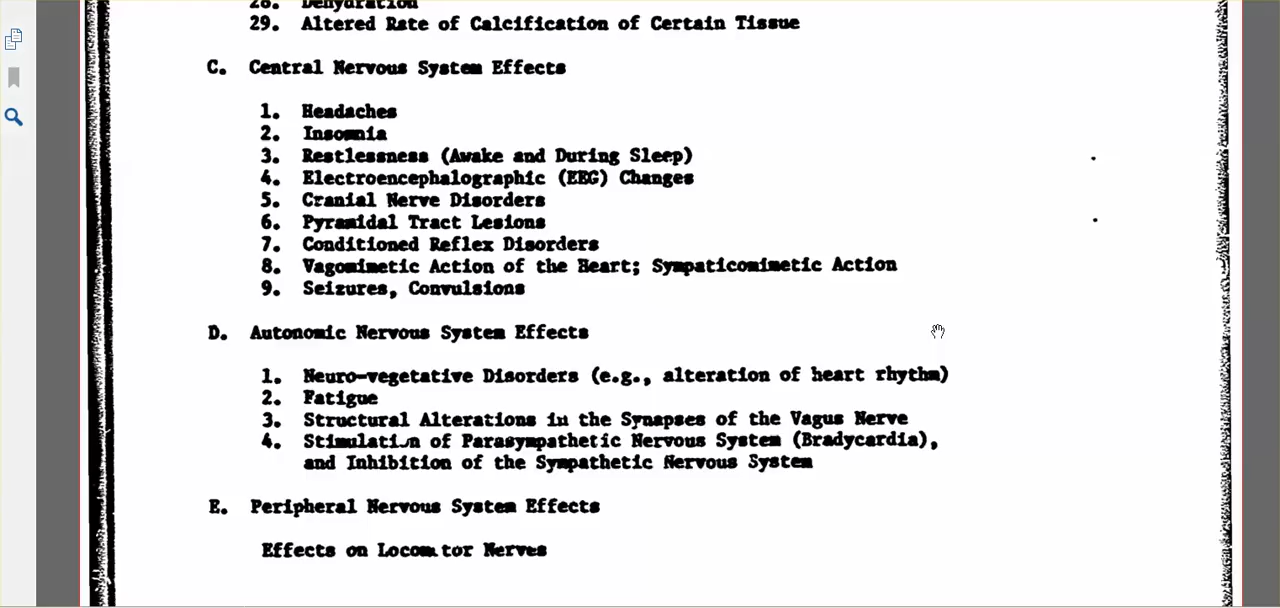 28. Dehydration
29. Altered Rate of Calcification of Certain Tissue
C. Central Nervous System Effects
1. Headaches
2. Insomnia
3. Restlessness (Awake and During Sleep)
4. Electroencephalographic (EEG) Changes
5. Cranial Nerve Disorders
6. Pyramidal Tract Lesions
7. Conditioned Reflex Disorders
8. Vagomimetic Action of the Heart; Sympaticomimetic Action
9. Seizures, Convulsions
D. Autonomic Nervous System Effects
1. Neuro-vegetative Disorders (e.g., alteration of heart rhythm)
2. Fatigue
3. Structural Alterations in the Synapses of the Vagus Nerve
4. Stimulation of Parasympathetic Nervous System (Bradycardia),
and Inhibition of the Sympathetic Nervous System
E. Peripheral Nervous System Effects
Effects on Locomotor Nerves